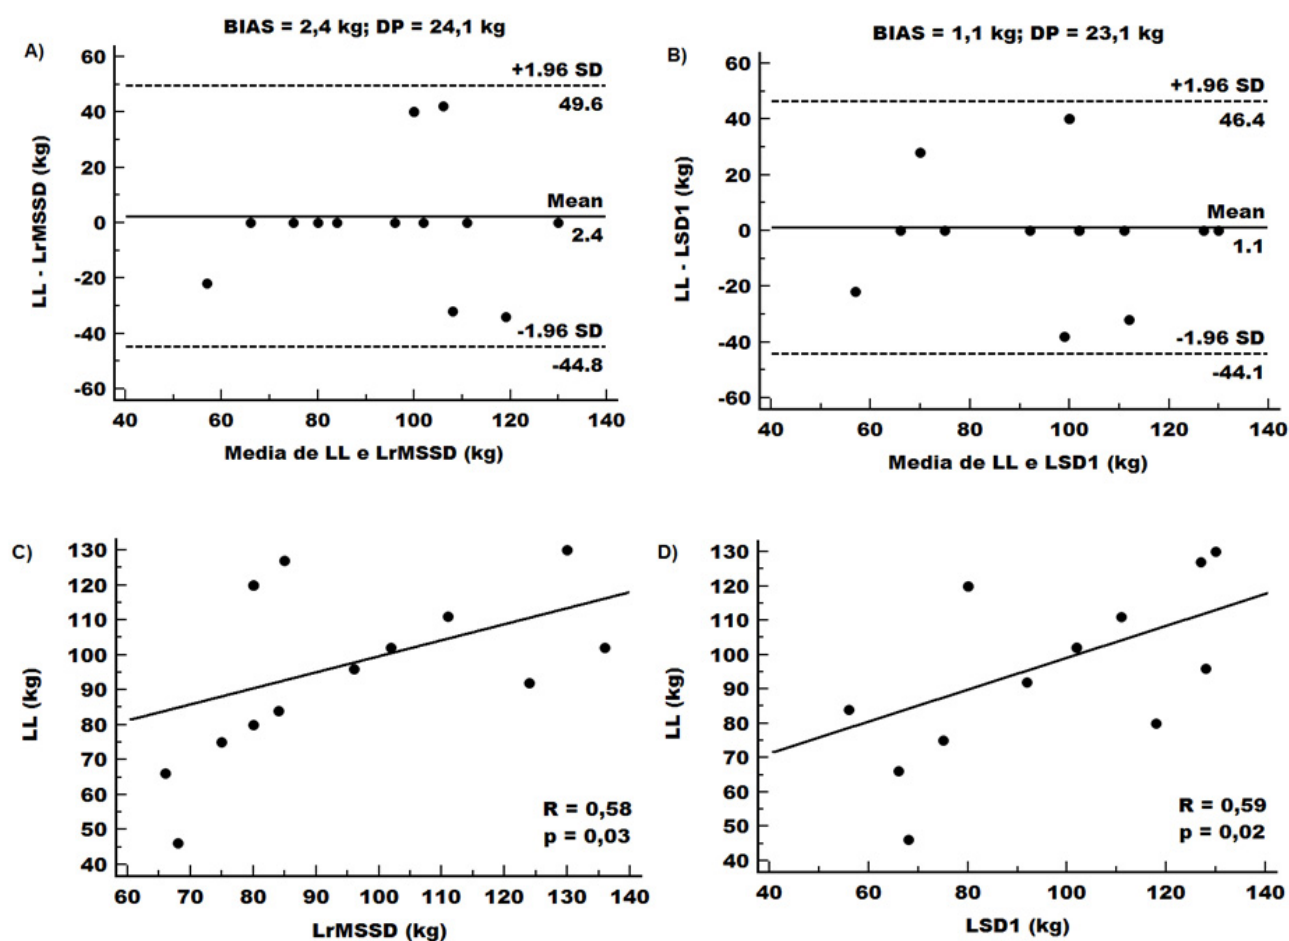 A)
BIAS = 2,4 kg; DP = 24,1 kg
60
40
20
0
-20
-40
-60
LL - LrMSSD (kg)
+1.96 SD
49.6
Mean
2.4
-1.96 SD
-44.8
40 60 80 100 120 140
Media de LL e LrMSSD (kg)
B)
BIAS = 1,1 kg; DP = 23,1 kg
60
40
20
0
-20
-40
-60
LL - LSD1 (kg)
+1.96 SD
46.4
Mean
1.1
-1.96 SD
-44.1
40 60 80 100 120 140
Media de LL e LSD1 (kg)
C)
130
120
110
100
90
80
70
60
50
40
LL (kg)
R = 0,58
p = 0,03
60 70 80 90 100 110 120 130 140
LrMSSD (kg)
D)
130
120
110
100
90
80
70
60
50
40
LL (kg)
R = 0,59
p = 0,02
40 60 80 100 120 140
LSD1 (kg)